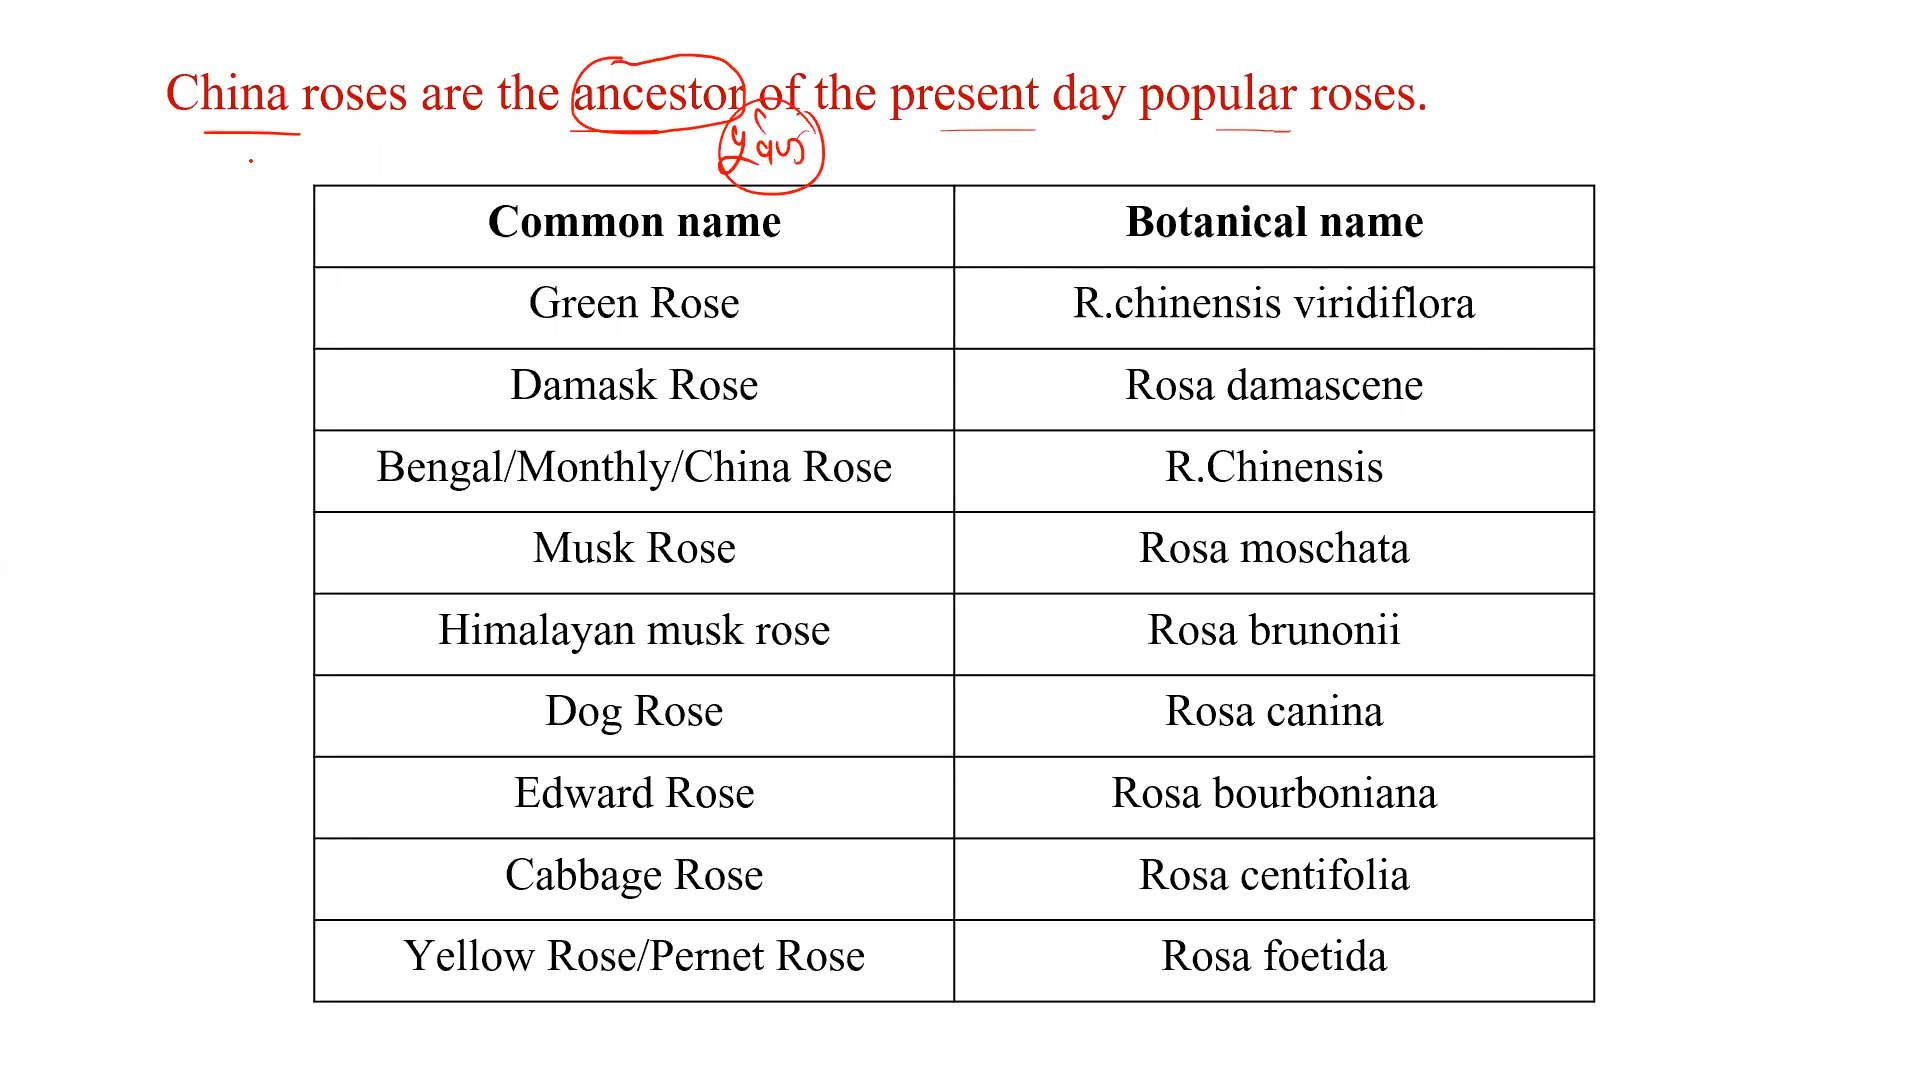 China roses are the ancestor of the present day popular roses.
Common name Botanical name
Green Rose R.chinensis viridiflora
Damask Rose Rosa damascene
Bengal/Monthly/China Rose R.Chinensis
Musk Rose Rosa moschata
Himalayan musk rose Rosa brunonii
Dog Rose Rosa canina
Edward Rose Rosa bourboniana
Cabbage Rose Rosa centifolia
Yellow Rose/Pernet Rose Rosa foetida